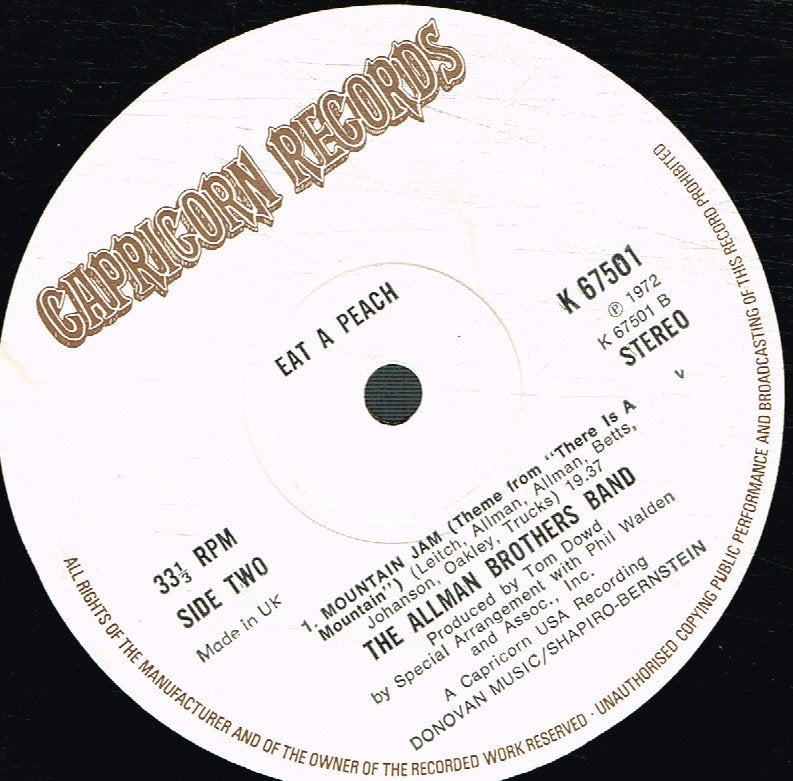 CAPRICORN RECORDS
EAT A PEACH
K 67501
℗ 1972
K 67501 B
STEREO
V
33⅓ RPM
SIDE TWO
Made in UK
1. MOUNTAIN JAM (Theme from "There Is A
Mountain") (Leitch, Allman, Allman, Betts,
Johanson, Oakley, Trucks) 19.37
THE ALLMAN BROTHERS BAND
Produced by Tom Dowd
by Special Arrangement with Phil Walden
and Assoc., Inc.
A Capricorn USA Recording
DONOVAN MUSIC/SHAPIRO-BERNSTEIN
ALL RIGHTS OF THE MANUFACTURER AND OF THE OWNER OF THE RECORDED WORK RESERVED · UNAUTHORISED COPYING PUBLIC PERFORMANCE AND BROADCASTING OF THIS RECORD PROHIBITED